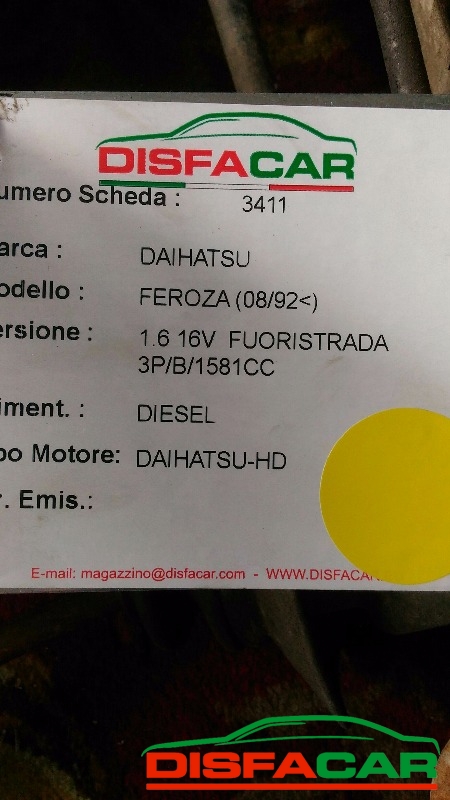 DISFACAR
umero Scheda : 3411
arca : DAIHATSU
odello : FEROZA (08/92<)
ersione : 1.6 16V FUORISTRADA
3P/B/1581CC
iment. : DIESEL
po Motore: DAIHATSU-HD
r. Emis.:
E-mail: magazzino@disfacar.com - WWW.DISFACAR
DISFACAR